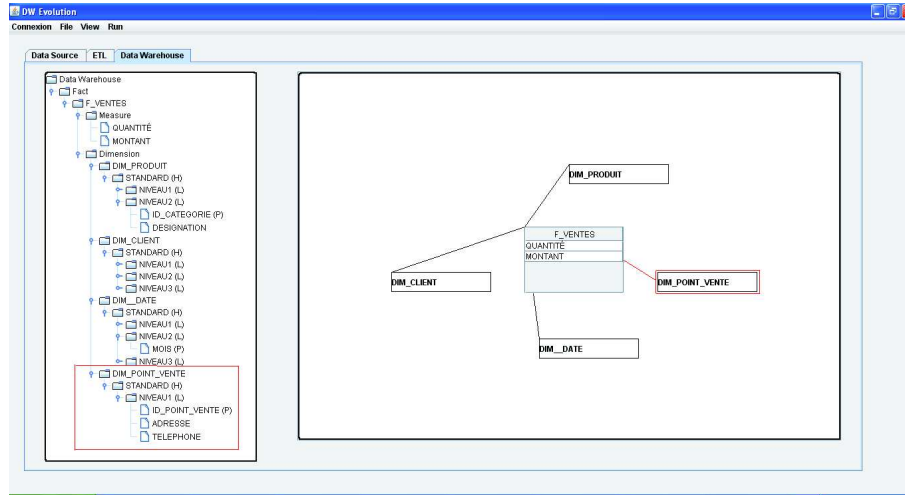 DW Evolution
Connexion File View Run
Data Source ETL Data Warehouse
Data Warehouse
Fact
F_VENTES
Measure
QUANTITÉ
MONTANT
Dimension
DIM_PRODUIT
STANDARD (H)
NIVEAU1 (L)
NIVEAU2 (L)
ID_CATEGORIE (P)
DESIGNATION
DIM_CLIENT
STANDARD (H)
NIVEAU1 (L)
NIVEAU2 (L)
NIVEAU3 (L)
DIM__DATE
STANDARD (H)
NIVEAU1 (L)
NIVEAU2 (L)
MOIS (P)
NIVEAU3 (L)
DIM_POINT_VENTE
STANDARD (H)
NIVEAU1 (L)
ID_POINT_VENTE (P)
ADRESSE
TELEPHONE
DIM_PRODUIT
F_VENTES
QUANTITÉ
MONTANT
DIM_CLIENT
DIM_POINT_VENTE
DIM__DATE